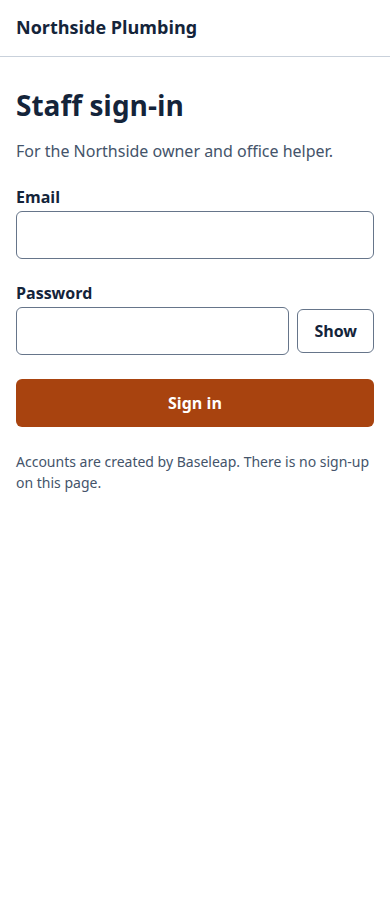 Northside Plumbing
Staff sign-in
For the Northside owner and office helper.
Email
Password
Show
Sign in
Accounts are created by Baseleap. There is no sign-up
on this page.